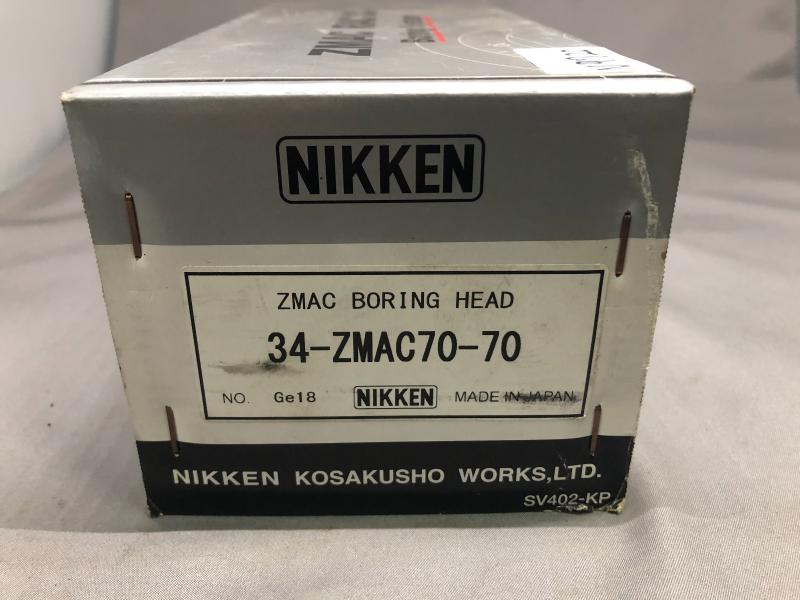 ZMAC
NIKKEN
ZMAC BORING HEAD
34-ZMAC70-70
NO. Ge18 NIKKEN MADE IN JAPAN
NIKKEN KOSAKUSHO WORKS,LTD.
SV402-KP